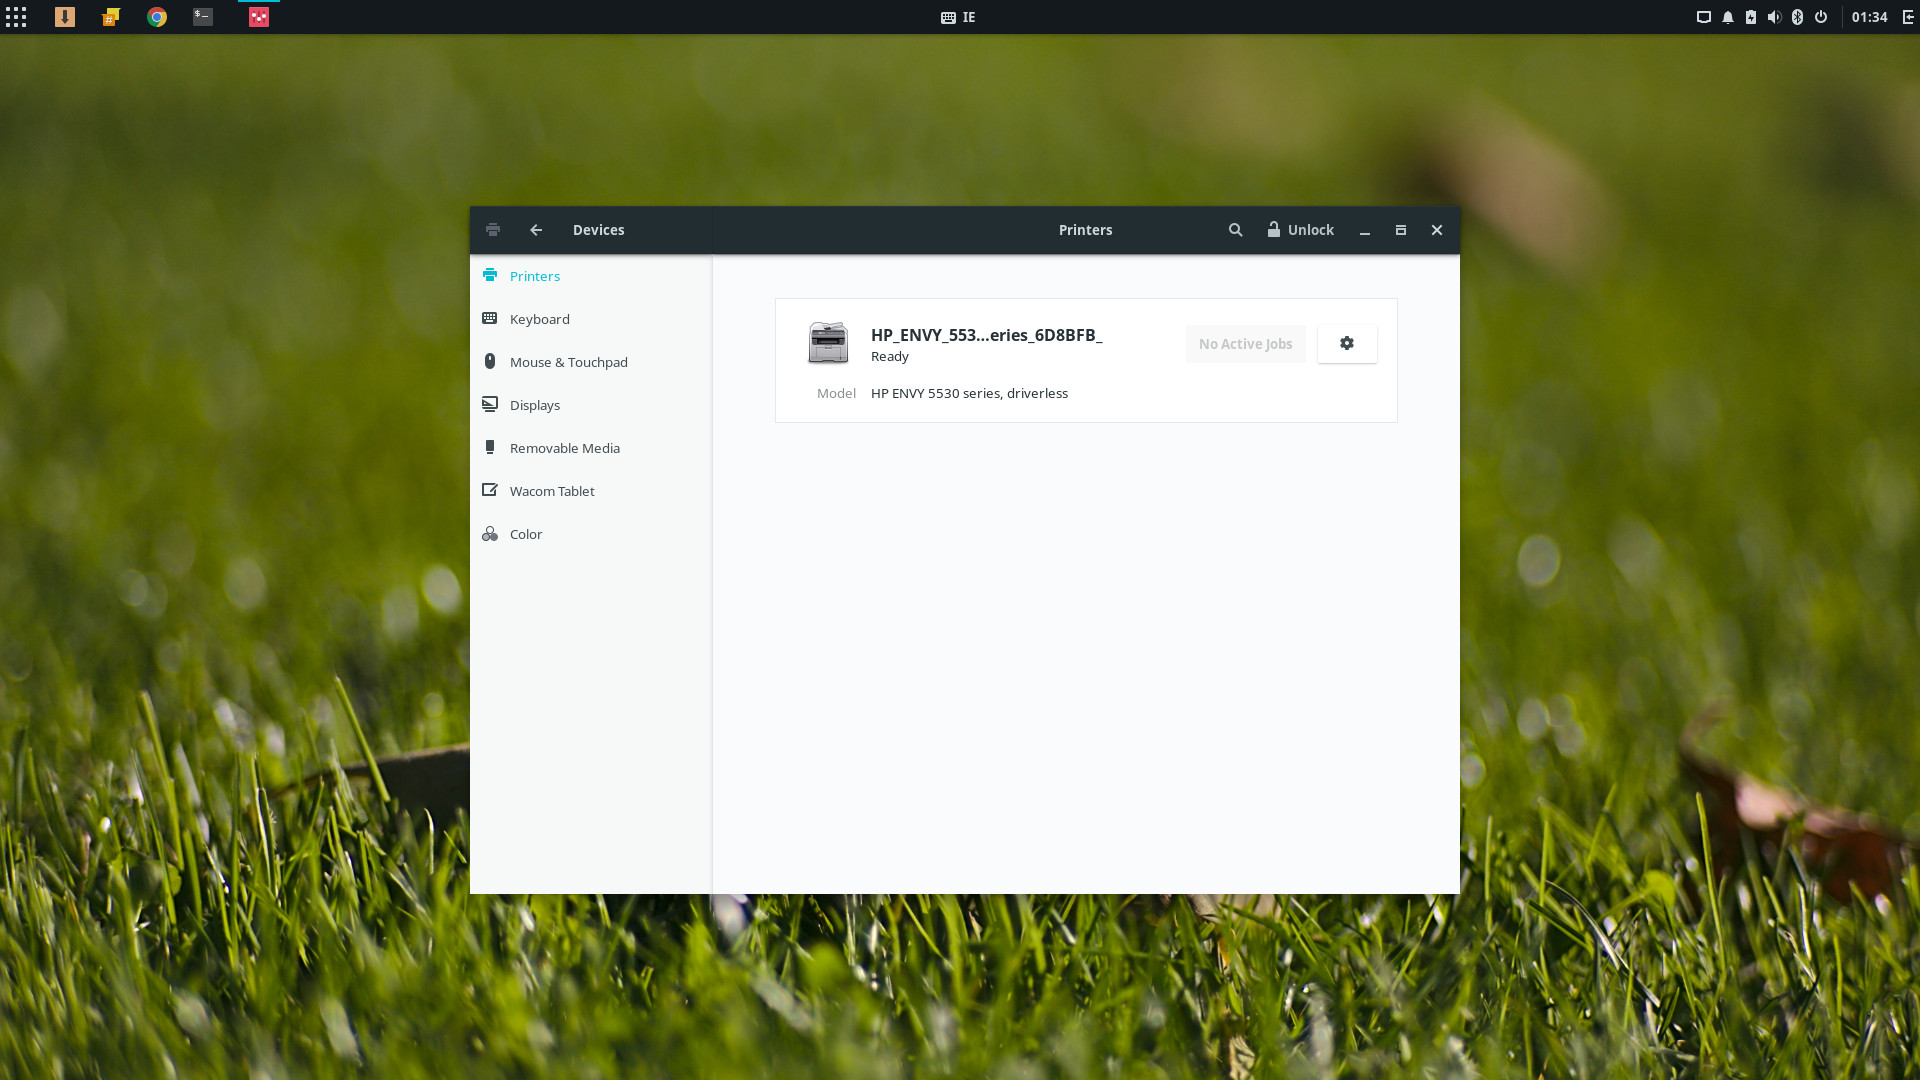 IE
01:34
Devices
Printers
Unlock
Printers
Keyboard
Mouse & Touchpad
Displays
Removable Media
Wacom Tablet
Color
HP_ENVY_553...eries_6D8BFB_
Ready
No Active Jobs
Model HP ENVY 5530 series, driverless